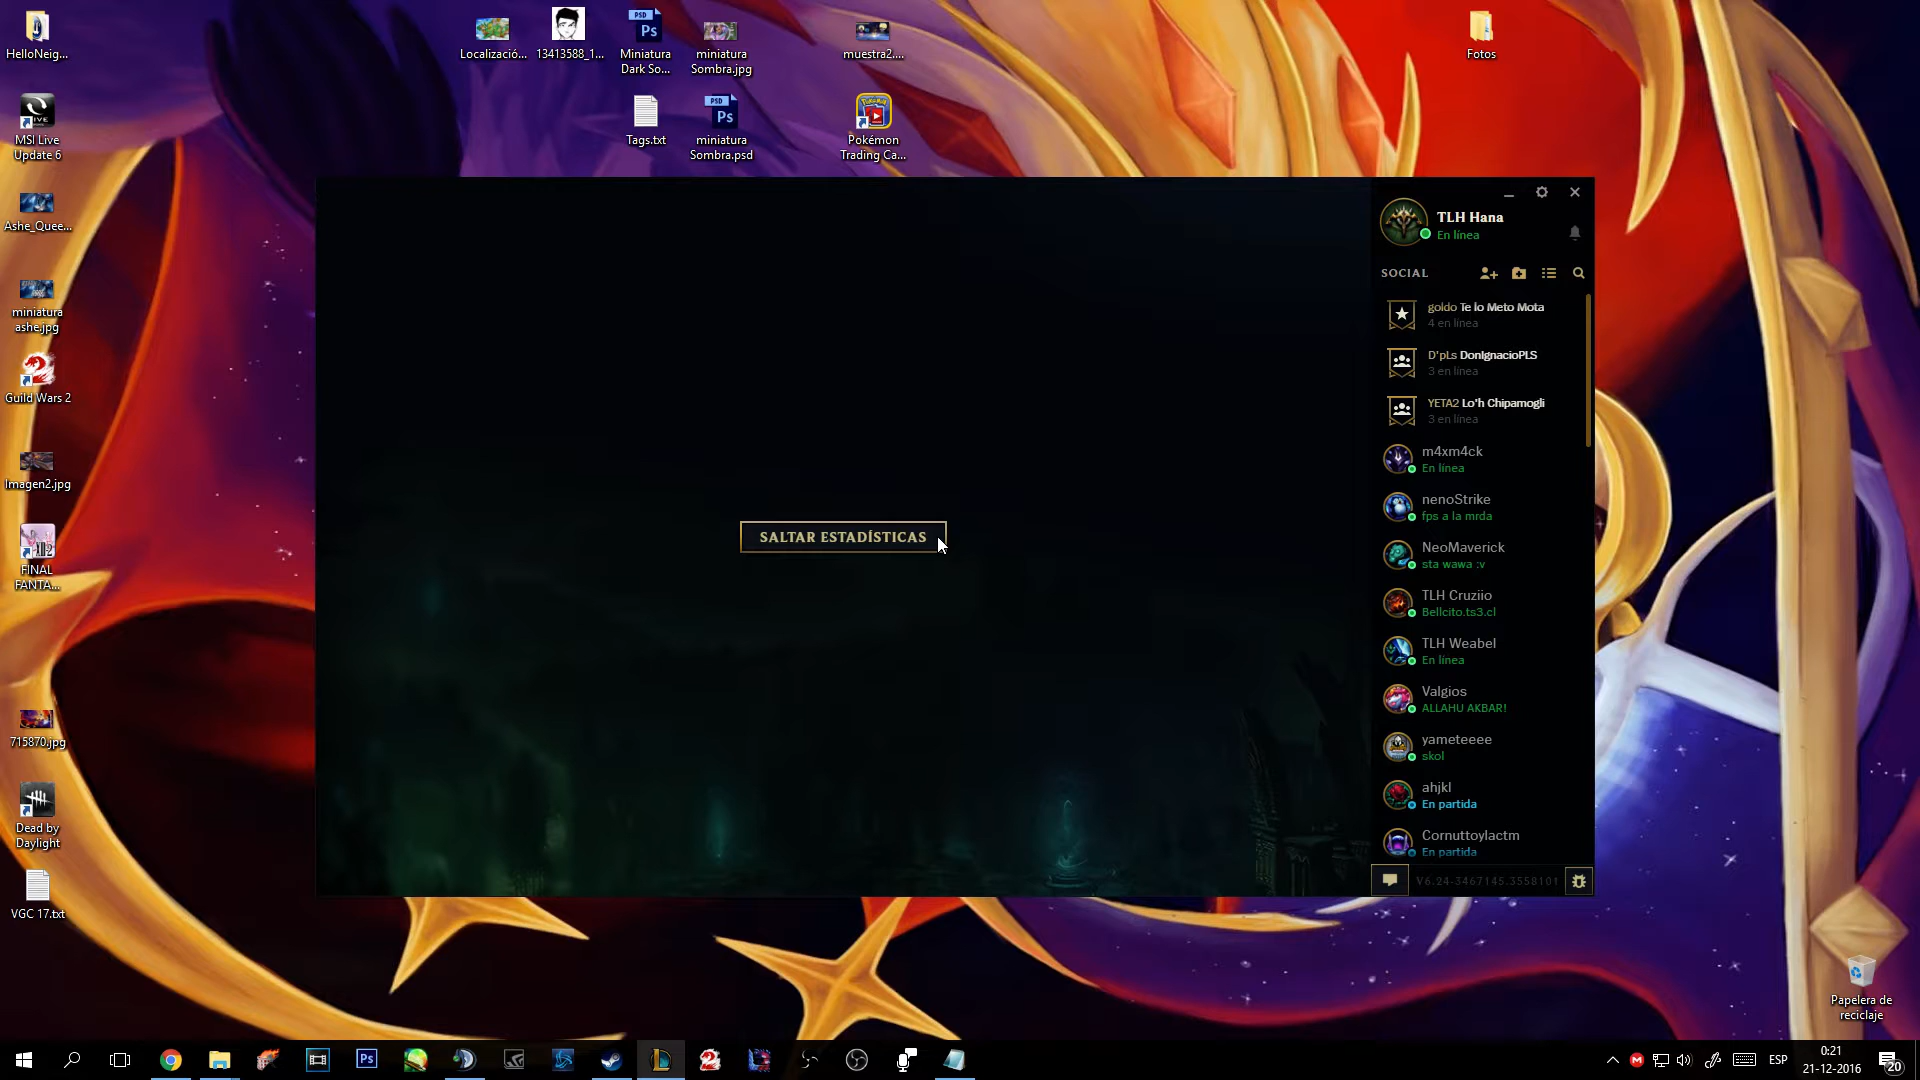 HelloNeig...
Localizació...
13413588_1...
Miniatura
Dark So...
miniatura
Sombra.jpg
muestra2....
Fotos
MSI Live
Update 6
Tags.txt
miniatura
Sombra.psd
Pokémon
Trading Ca...
Ashe_Quee...
miniatura
ashe.jpg
Guild Wars 2
Imagen2.jpg
FINAL
FANTA...
715870.jpg
Dead by
Daylight
VGC 17.txt
SALTAR ESTADÍSTICAS
TLH Hana
En línea
SOCIAL
goldo Te lo Meto Mota
4 en línea
D'pLs DonIgnacioPLS
3 en línea
YETA2 Lo'h Chipamogli
3 en línea
m4xm4ck
En línea
nenoStrike
fps a la mrda
NeoMaverick
sta wawa :v
TLH Cruziio
Bellcito.ts3.cl
TLH Weabel
En línea
Valgios
ALLAHU AKBAR!
yameteeee
skol
ahjkl
En partida
Cornuttoylactm
En partida
V6.24-3467145.3558101
Papelera de
reciclaje
ESP
0:21
21-12-2016
20